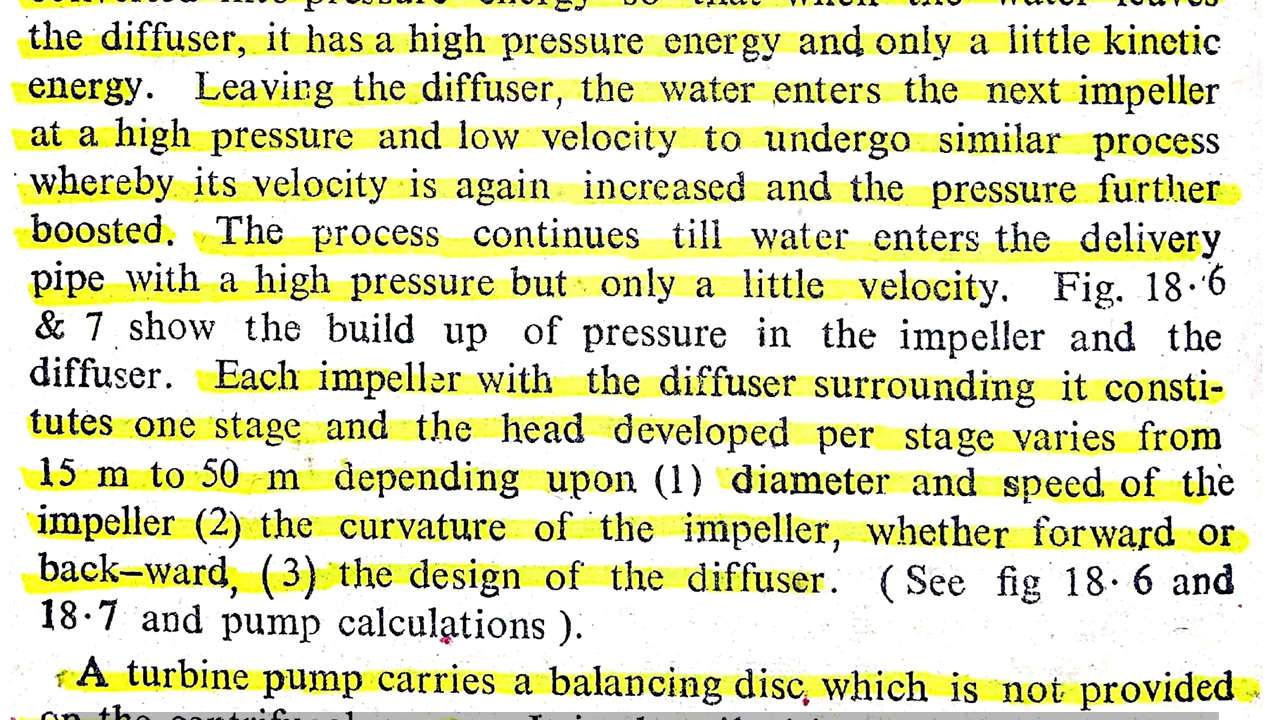 the diffuser, it has a high pressure energy and only a little kinetic
energy. Leaving the diffuser, the water enters the next impeller
at a high pressure and low velocity to undergo similar process
whereby its velocity is again increased and the pressure further
boosted. The process continues till water enters the delivery
pipe with a high pressure but only a little velocity. Fig. 18·6
& 7 show the build up of pressure in the impeller and the
diffuser. Each impeller with the diffuser surrounding it consti-
tutes one stage and the head developed per stage varies from
15 m to 50 m depending upon (1) diameter and speed of the
impeller (2) the curvature of the impeller, whether forward or
back–ward, (3) the design of the diffuser. (See fig 18·6 and
18·7 and pump calculations).
A turbine pump carries a balancing disc, which is not provided